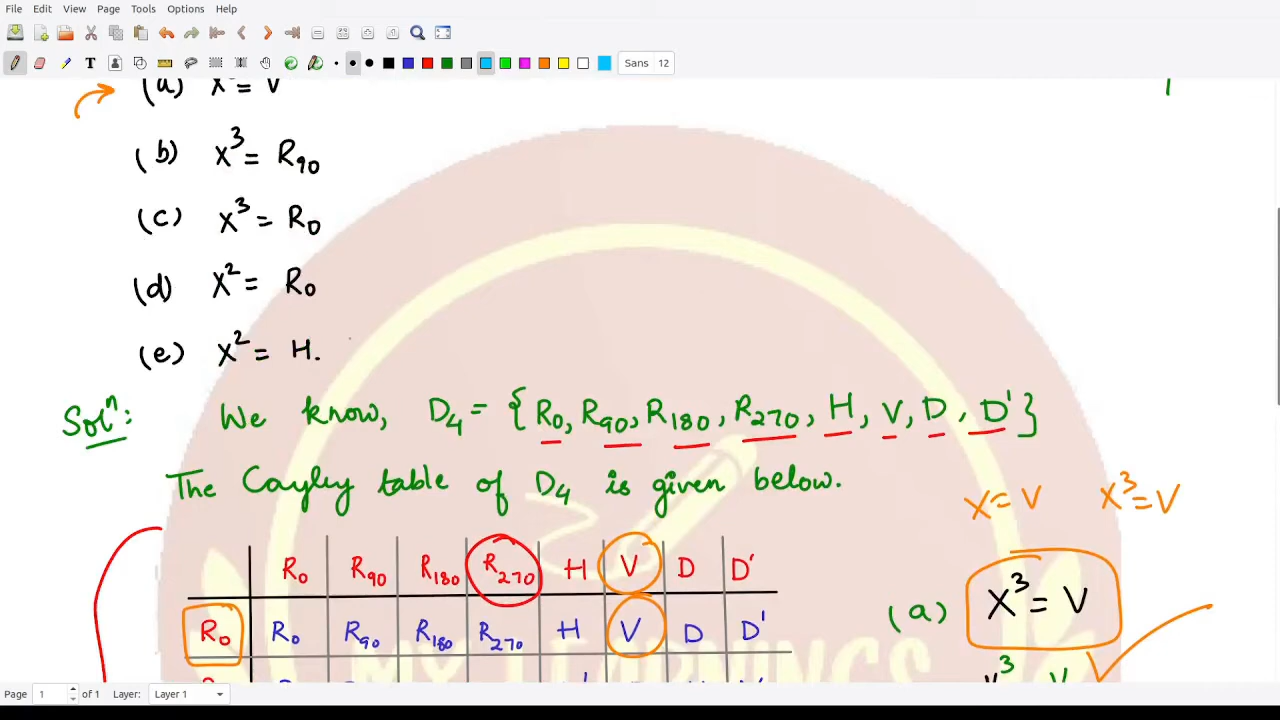 File Edit View Page Tools Options Help
Sans 12
(a) X³ = V
(b) X³ = R₉₀
(c) X³ = R₀
(d) X² = R₀
(e) X² = H.
Solⁿ: We know, D₄ = {R₀, R₉₀, R₁₈₀, R₂₇₀, H, V, D, D'}
The Cayley table of D₄ is given below.
X = V X³ = V
R₀ R₉₀ R₁₈₀ R₂₇₀ H V D D'
(a) X³ = V
R₀ R₀ R₉₀ R₁₈₀ R₂₇₀ H V D D'
V³ V
Page 1 of 1 Layer: Layer 1